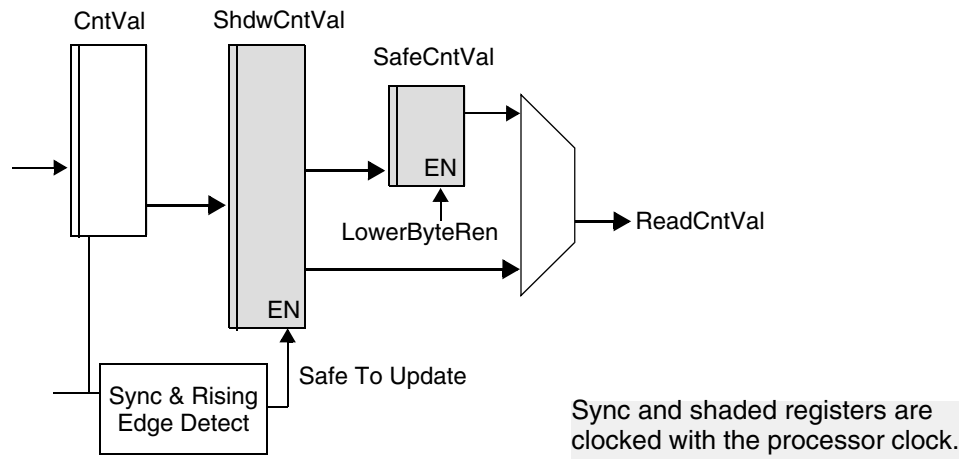 CntVal
ShdwCntVal
SafeCntVal
EN
LowerByteRen
ReadCntVal
EN
Safe To Update
Sync & Rising
Edge Detect
Sync and shaded registers are
clocked with the processor clock.